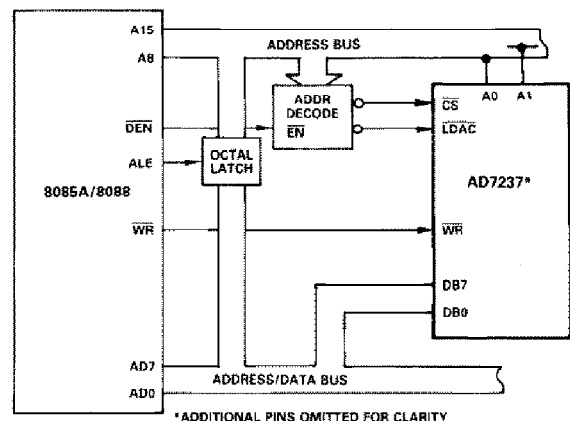 A15
ADDRESS BUS
A8
ADDR
DECODE
EN
A0 A1
CS
LDAC
DEN
ALE
OCTAL
LATCH
8085A/8088
AD7237*
WR
WR
DB7
DB0
AD7
ADDRESS/DATA BUS
AD0
*ADDITIONAL PINS OMITTED FOR CLARITY